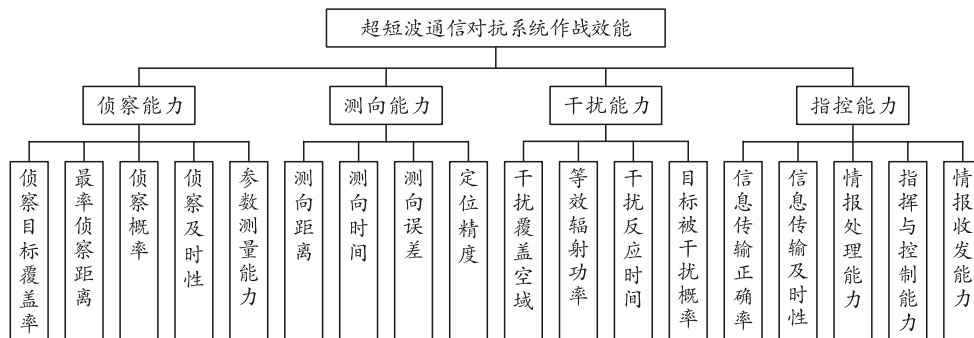 超短波通信对抗系统作战效能
侦察能力
测向能力
干扰能力
指控能力
侦察目标覆盖率
最率侦察距离
侦察概率
侦察及时性
参数测量能力
测向距离
测向时间
测向误差
定位精度
干扰覆盖空域
等效辐射功率
干扰反应时间
目标被干扰概率
信息传输正确率
信息传输及时性
情报处理能力
指挥与控制能力
情报收发能力